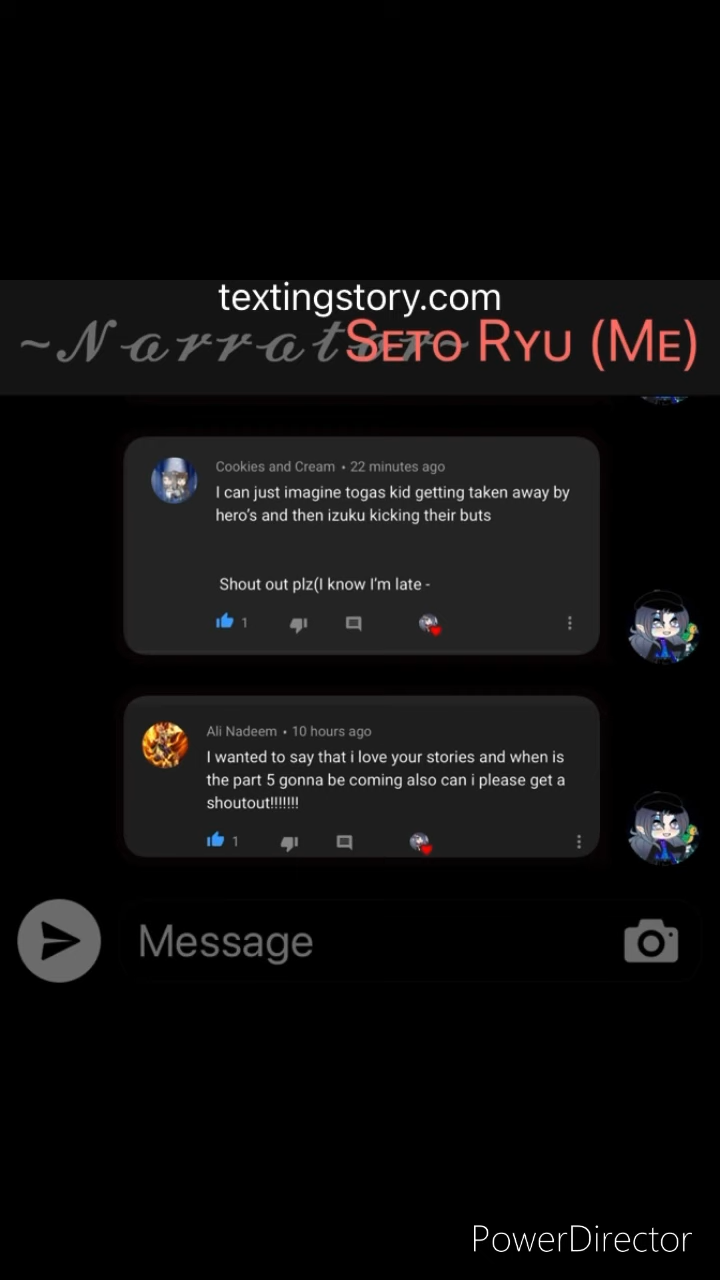 textingstory.com
~Narrator~
SETO RYU (ME)
Cookies and Cream • 22 minutes ago
I can just imagine togas kid getting taken away by
hero's and then izuku kicking their buts
Shout out plz(I know I'm late -
1
Ali Nadeem • 10 hours ago
I wanted to say that i love your stories and when is
the part 5 gonna be coming also can i please get a
shoutout!!!!!!!
1
Message
PowerDirector